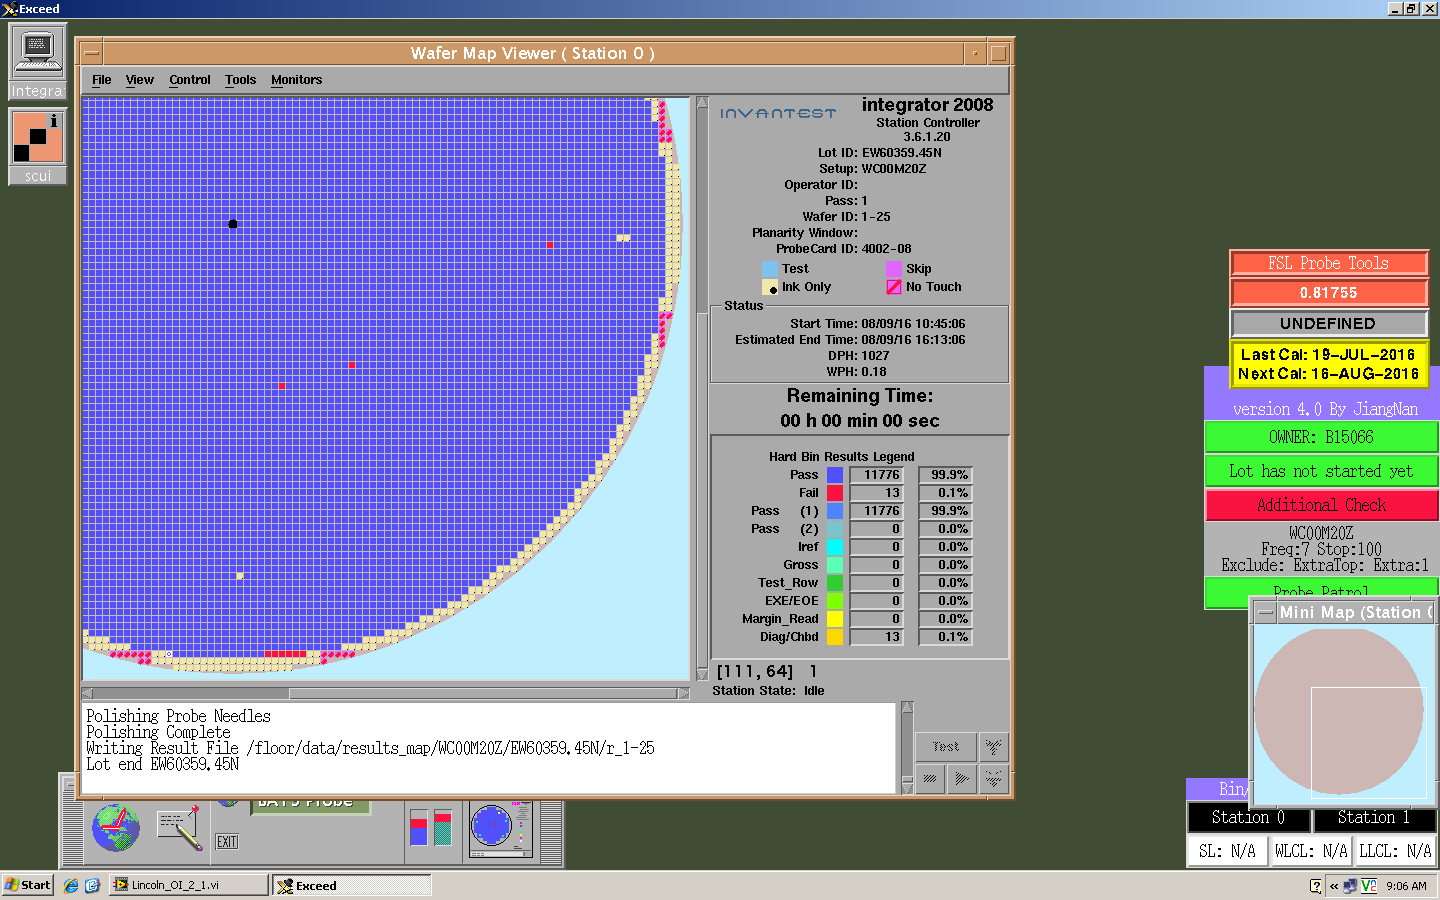 Exceed
Integra
i
scui
Wafer Map Viewer ( Station 0 )
File View Control Tools Monitors
INVANTEST
integrator 2008
Station Controller
3.6.1.20
Lot ID: EW60359.45N
Setup: WC00M20Z
Operator ID:
Pass: 1
Wafer ID: 1-25
Planarity Window:
ProbeCard ID: 4002-08
Test Skip
Ink Only No Touch
Status
Start Time: 08/09/16 10:45:06
Estimated End Time: 08/09/16 16:13:06
DPH: 1027
WPH: 0.18
Remaining Time:
00 h 00 min 00 sec
Hard Bin Results Legend
Pass 11776 99.9%
Fail 13 0.1%
Pass (1) 11776 99.9%
Pass (2) 0 0.0%
Iref 0 0.0%
Gross 0 0.0%
Test_Row 0 0.0%
EXE/EOE 0 0.0%
Margin_Read 0 0.0%
Diag/Chbd 13 0.1%
[111, 64] 1
Station State: Idle
Polishing Probe Needles
Polishing Complete
Writing Result File /floor/data/results_map/WC00M20Z/EW60359.45N/r_1-25
Lot end EW60359.45N
Test
EXIT
FSL Probe Tools
0.81755
UNDEFINED
Last Cal: 19-JUL-2016
Next Cal: 16-AUG-2016
version 4.0 By JiangNan
OWNER: B15066
Lot has not started yet
Additional Check
WC00M20Z
Freq:7 Stop:100
Exclude: ExtraTop: Extra:1
Probe Patrol
Mini Map (Station 0
Bin/
Station 0 Station 1
SL: N/A WLCL: N/A LLCL: N/A
Start Lincoln_OI_2_1.vi Exceed
9:06 AM